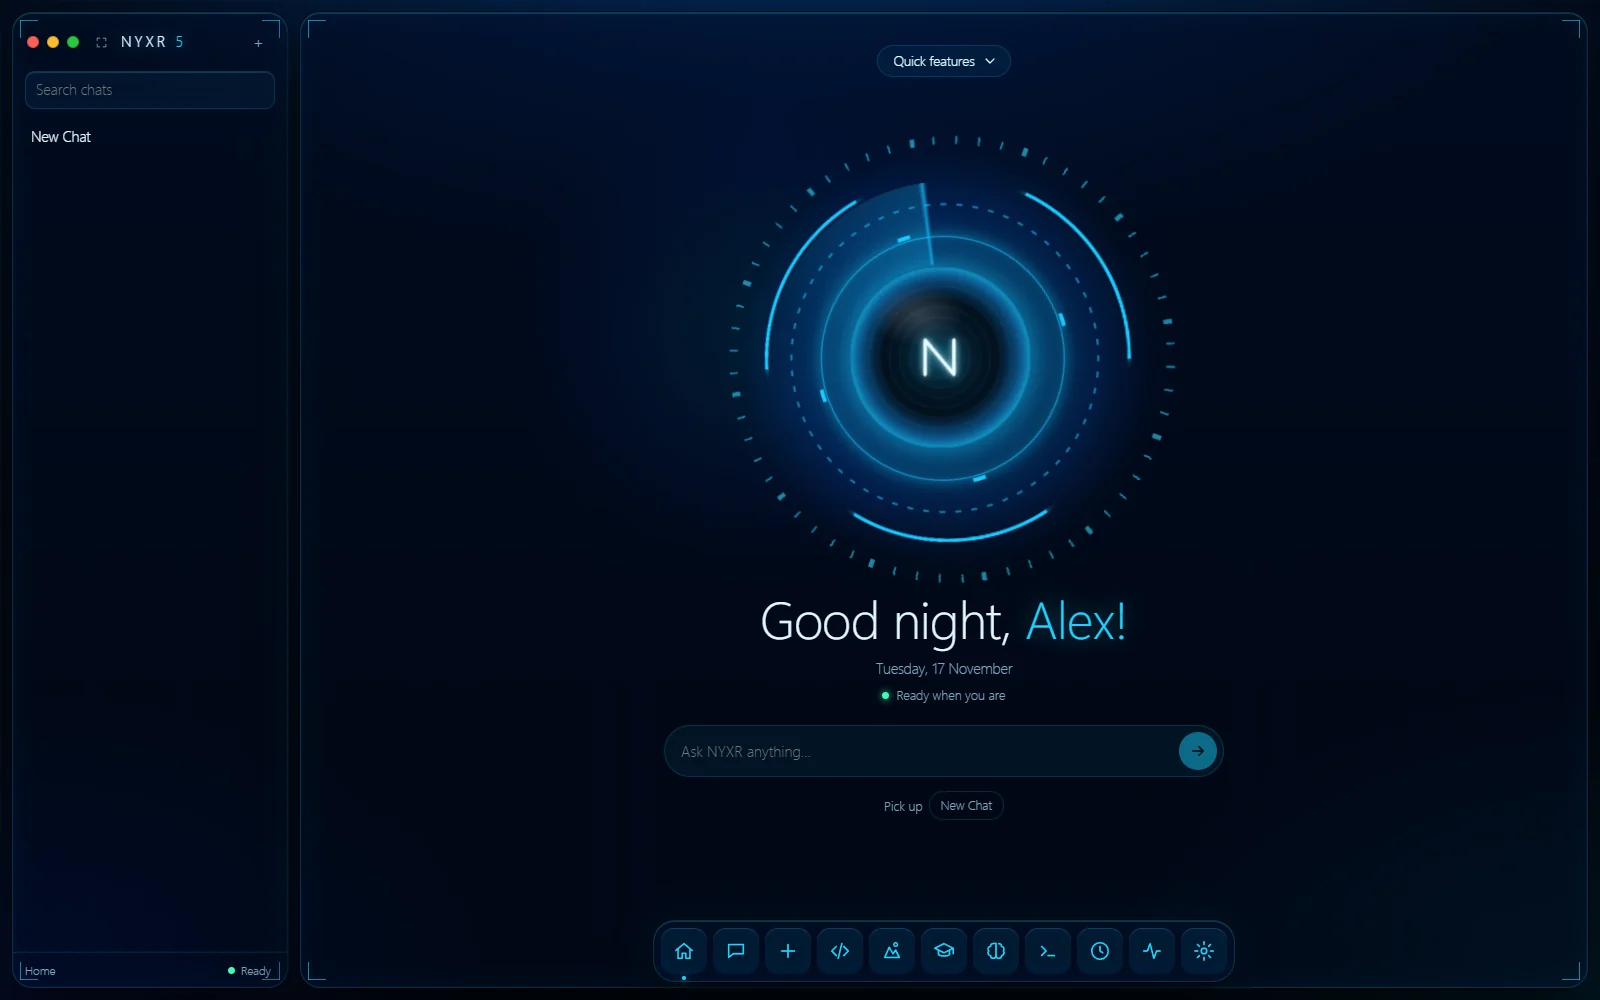 NYXR 5
+
Search chats
New Chat
Home
Ready
Quick features
N
Good night, Alex!
Tuesday, 17 November
Ready when you are
Ask NYXR anything...
Pick up New Chat